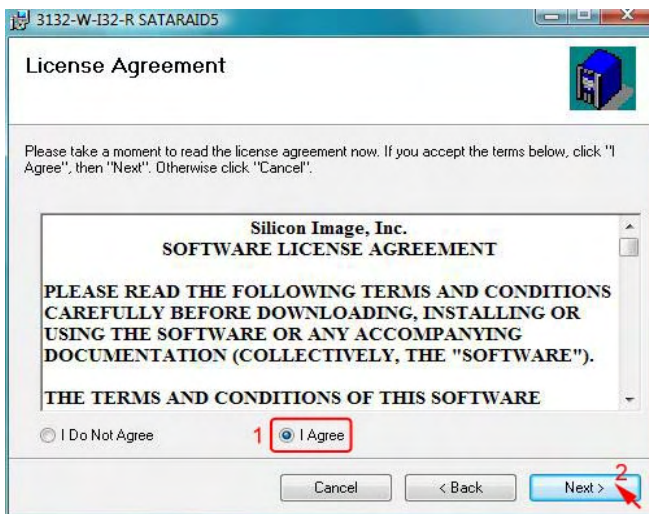 3132-W-I32-R SATARAID5
License Agreement
Please take a moment to read the license agreement now. If you accept the terms below, click "I
Agree", then "Next". Otherwise click "Cancel".
Silicon Image, Inc.
SOFTWARE LICENSE AGREEMENT
PLEASE READ THE FOLLOWING TERMS AND CONDITIONS
CAREFULLY BEFORE DOWNLOADING, INSTALLING OR
USING THE SOFTWARE OR ANY ACCOMPANYING
DOCUMENTATION (COLLECTIVELY, THE "SOFTWARE").
THE TERMS AND CONDITIONS OF THIS SOFTWARE
I Do Not Agree 1 I Agree
Cancel < Back Next > 2